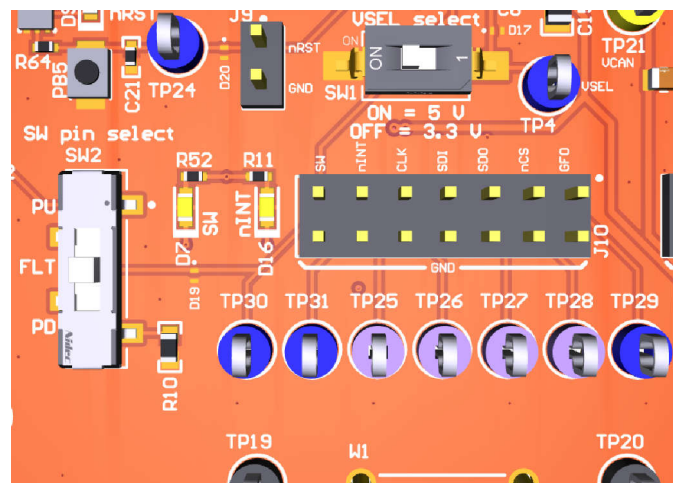 nRST
J9
VSEL select
D17
R64
PB5
C21
TP24
D20
nRST
GND
ON
ON
1
SW1
ON = 5 V
OFF = 3.3 V
TP4
VSEL
TP21
VCAN
SW pin select
SW2
PU
FLT
PD
Nidec
R52
R11
SW
nINT
D7
D16
D19
R10
SW
nINT
CLK
SDI
SDO
nCS
GFO
J10
GND
TP30
TP31
TP25
TP26
TP27
TP28
TP29
TP19
W1
TP20